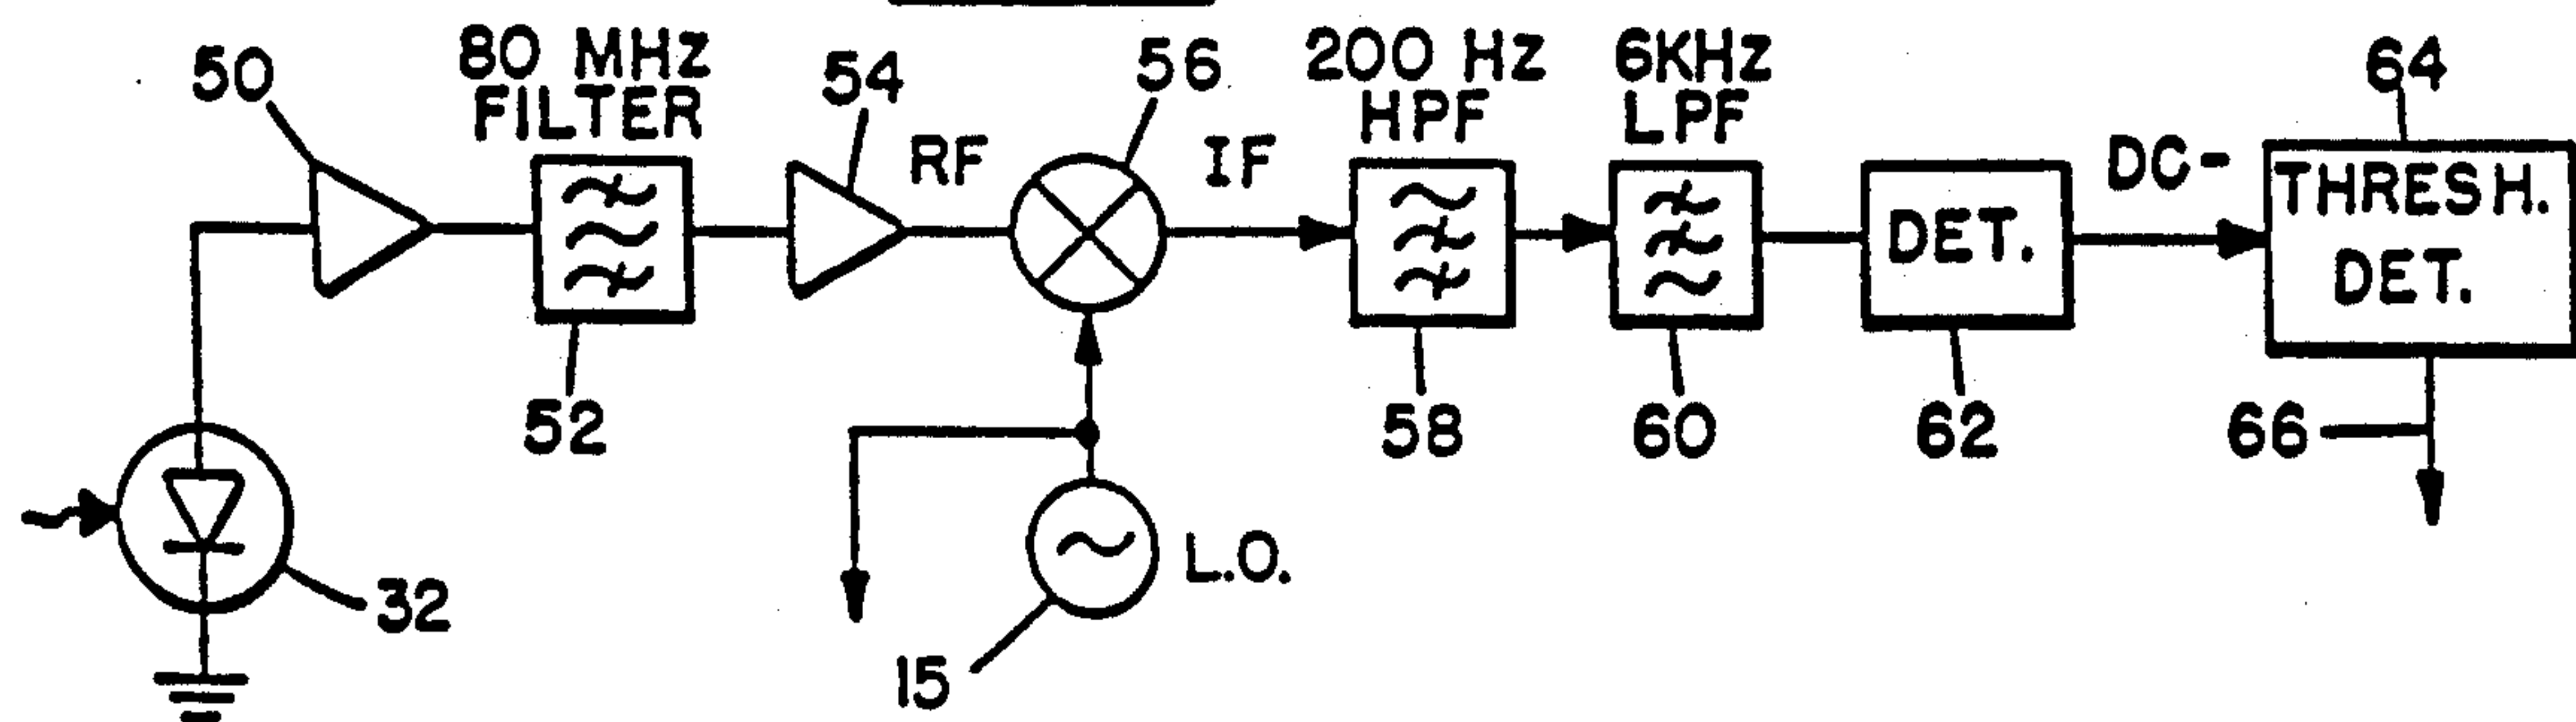 50
80 MHz
FILTER
54
RF
56
IF
200 Hz
HPF
6KHz
LPF
DET.
DC-
64
THRESH.
DET.
52
58
60
62
66
32
L.O.
15